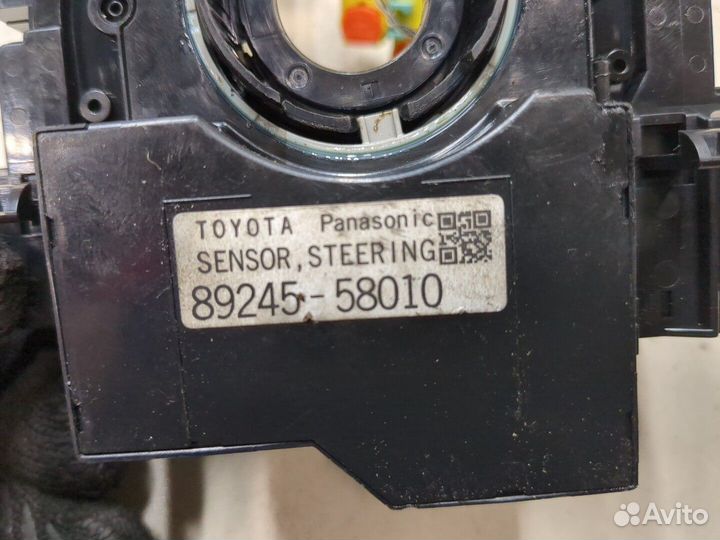 TOYOTA Panasonic
SENSOR, STEERING
89245-58010
Avito